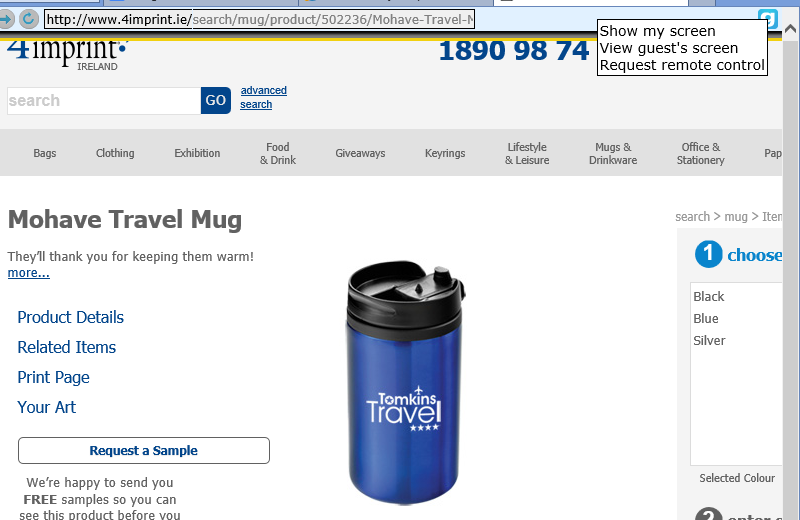 http://www.4imprint.ie/search/mug/product/502236/Mohave-Travel-M
Show my screen
View guest's screen
Request remote control
4imprint
IRELAND
1890 98 74
search
GO
advanced
search
Bags
Clothing
Exhibition
Food
& Drink
Giveaways
Keyrings
Lifestyle
& Leisure
Mugs &
Drinkware
Office &
Stationery
Pap
Mohave Travel Mug
search > mug > Iten
They'll thank you for keeping them warm!
more...
1 choose
Product Details
Related Items
Print Page
Your Art
Black
Blue
Silver
Tomkins
Travel
Request a Sample
We're happy to send you
FREE samples so you can
see this product before you
Selected Colour
2